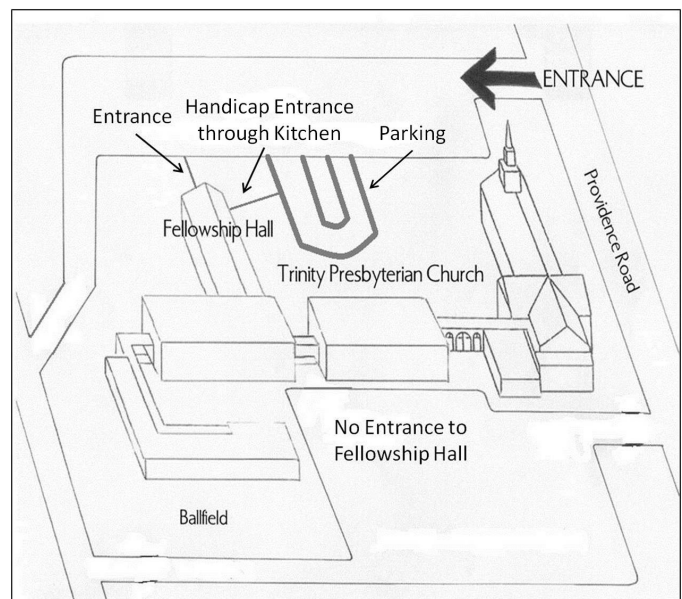 ENTRANCE
Entrance
Handicap Entrance
through Kitchen
Parking
Providence Road
Fellowship Hall
Trinity Presbyterian Church
No Entrance to
Fellowship Hall
Ballfield